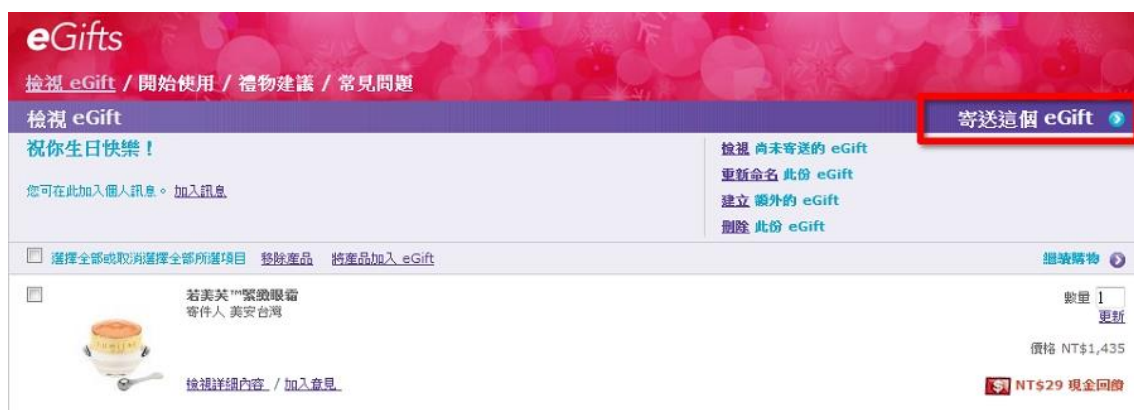 eGifts
檢視 eGift / 開始使用 / 禮物建議 / 常見問題
檢視 eGift
寄送這個 eGift
祝你生日快樂！
您可在此加入個人訊息。 加入訊息
檢視 尚未寄送的 eGift
重新命名 此份 eGift
建立 額外的 eGift
刪除 此份 eGift
選擇全部或取消選擇全部所選項目 移除產品 將產品加入 eGift
繼續購物
若美芙™緊緻眼霜
寄件人 美安台灣
數量 1
更新
價格 NT$1,435
檢視詳細內容 / 加入意見
NT$29 現金回饋